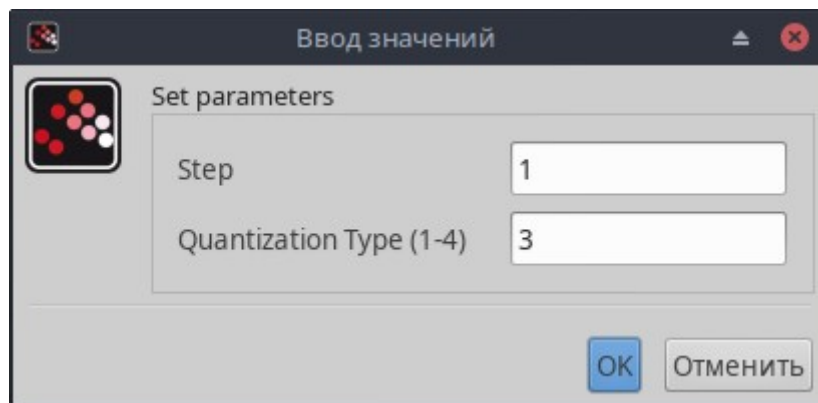 Ввод значений
Set parameters
Step 1
Quantization Type (1-4) 3
OK Отменить